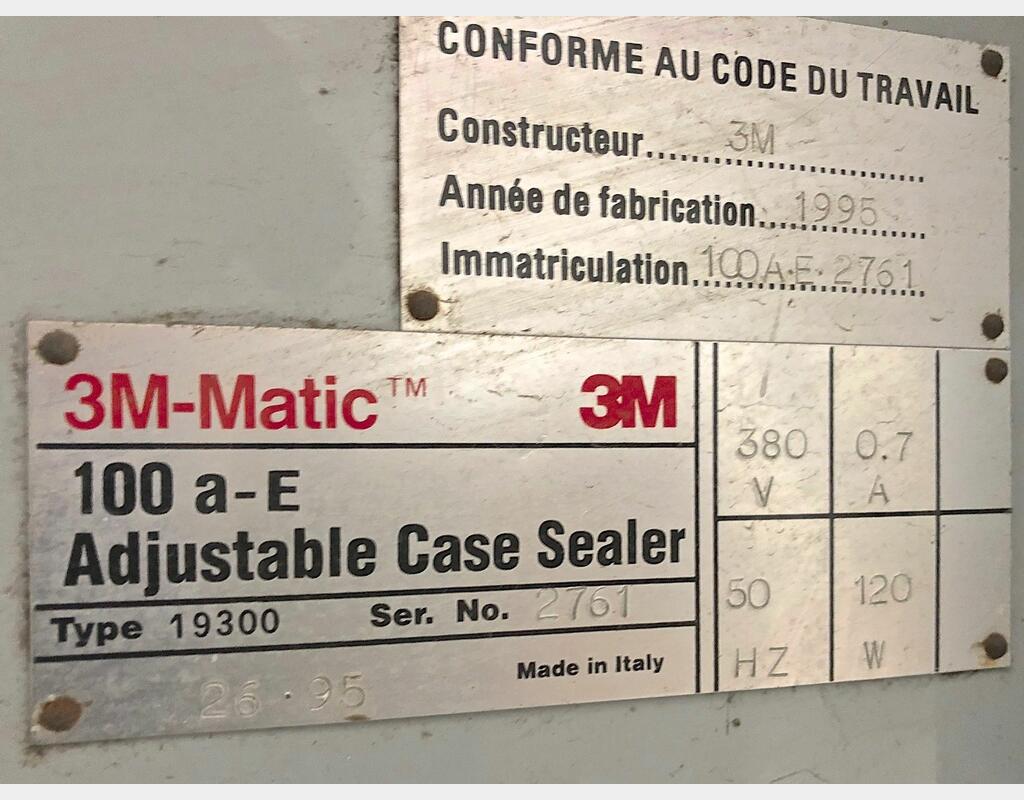 CONFORME AU CODE DU TRAVAIL
Constructeur.......3M.......
Année de fabrication...1995.....
Immatriculation 100A·E·2761
3M-Matic™ 3M
100 a-E
Adjustable Case Sealer
Type 19300 Ser. No. 2761
Made in Italy
26·95
380 0.7
V A
50 120
HZ W